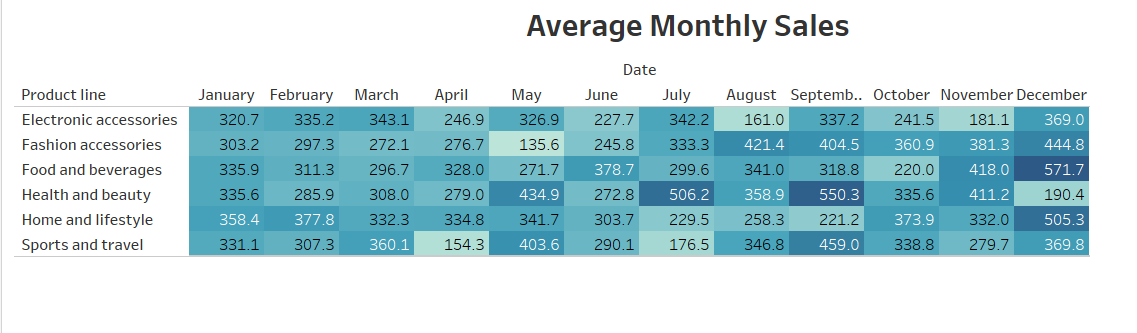 Average Monthly Sales
Date
Product line January February March April May June July August Septemb.. October November December
Electronic accessories 320.7 335.2 343.1 246.9 326.9 227.7 342.2 161.0 337.2 241.5 181.1 369.0
Fashion accessories 303.2 297.3 272.1 276.7 135.6 245.8 333.3 421.4 404.5 360.9 381.3 444.8
Food and beverages 335.9 311.3 296.7 328.0 271.7 378.7 299.6 341.0 318.8 220.0 418.0 571.7
Health and beauty 335.6 285.9 308.0 279.0 434.9 272.8 506.2 358.9 550.3 335.6 411.2 190.4
Home and lifestyle 358.4 377.8 332.3 334.8 341.7 303.7 229.5 258.3 221.2 373.9 332.0 505.3
Sports and travel 331.1 307.3 360.1 154.3 403.6 290.1 176.5 346.8 459.0 338.8 279.7 369.8